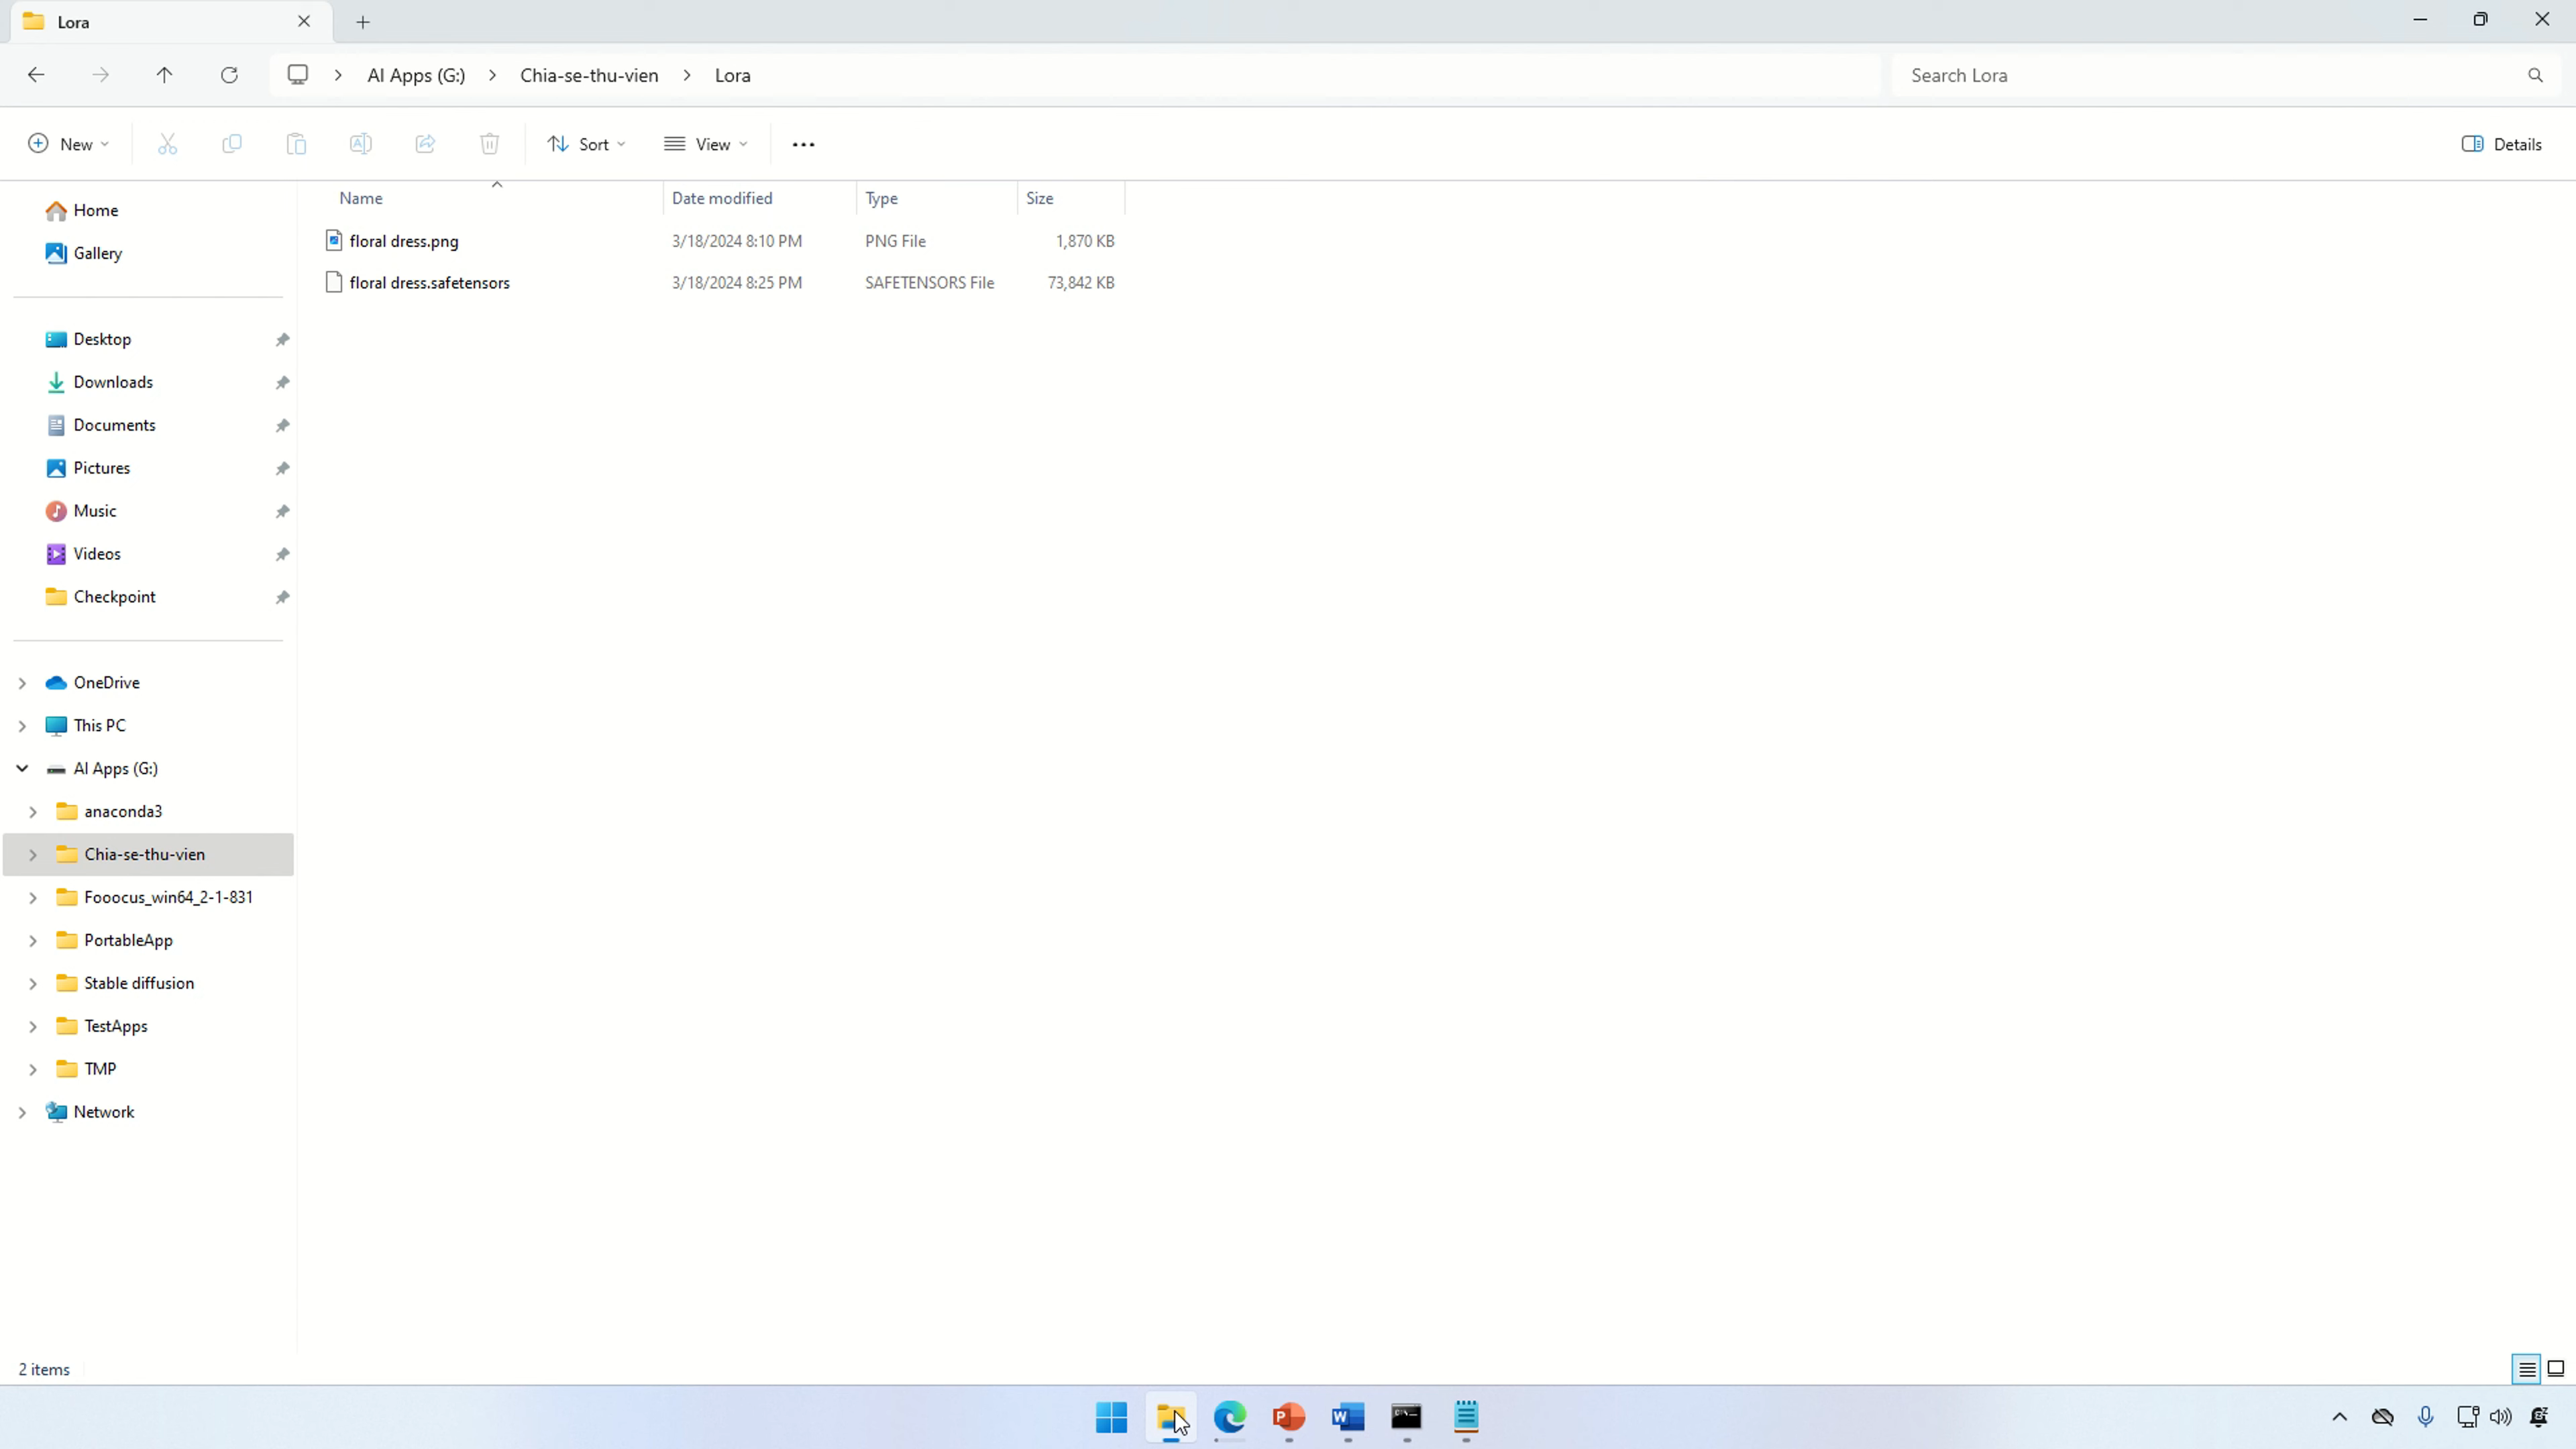 Lora
AI Apps (G:)
Chia-se-thu-vien
Lora
Search Lora
New
Sort
View
Details
Name
Date modified
Type
Size
floral dress.png
3/18/2024 8:10 PM
PNG File
1,870 KB
floral dress.safetensors
3/18/2024 8:25 PM
SAFETENSORS File
73,842 KB
Home
Gallery
Desktop
Downloads
Documents
Pictures
Music
Videos
Checkpoint
OneDrive
This PC
AI Apps (G:)
anaconda3
Chia-se-thu-vien
Fooocus_win64_2-1-831
PortableApp
Stable diffusion
TestApps
TMP
Network
2 items